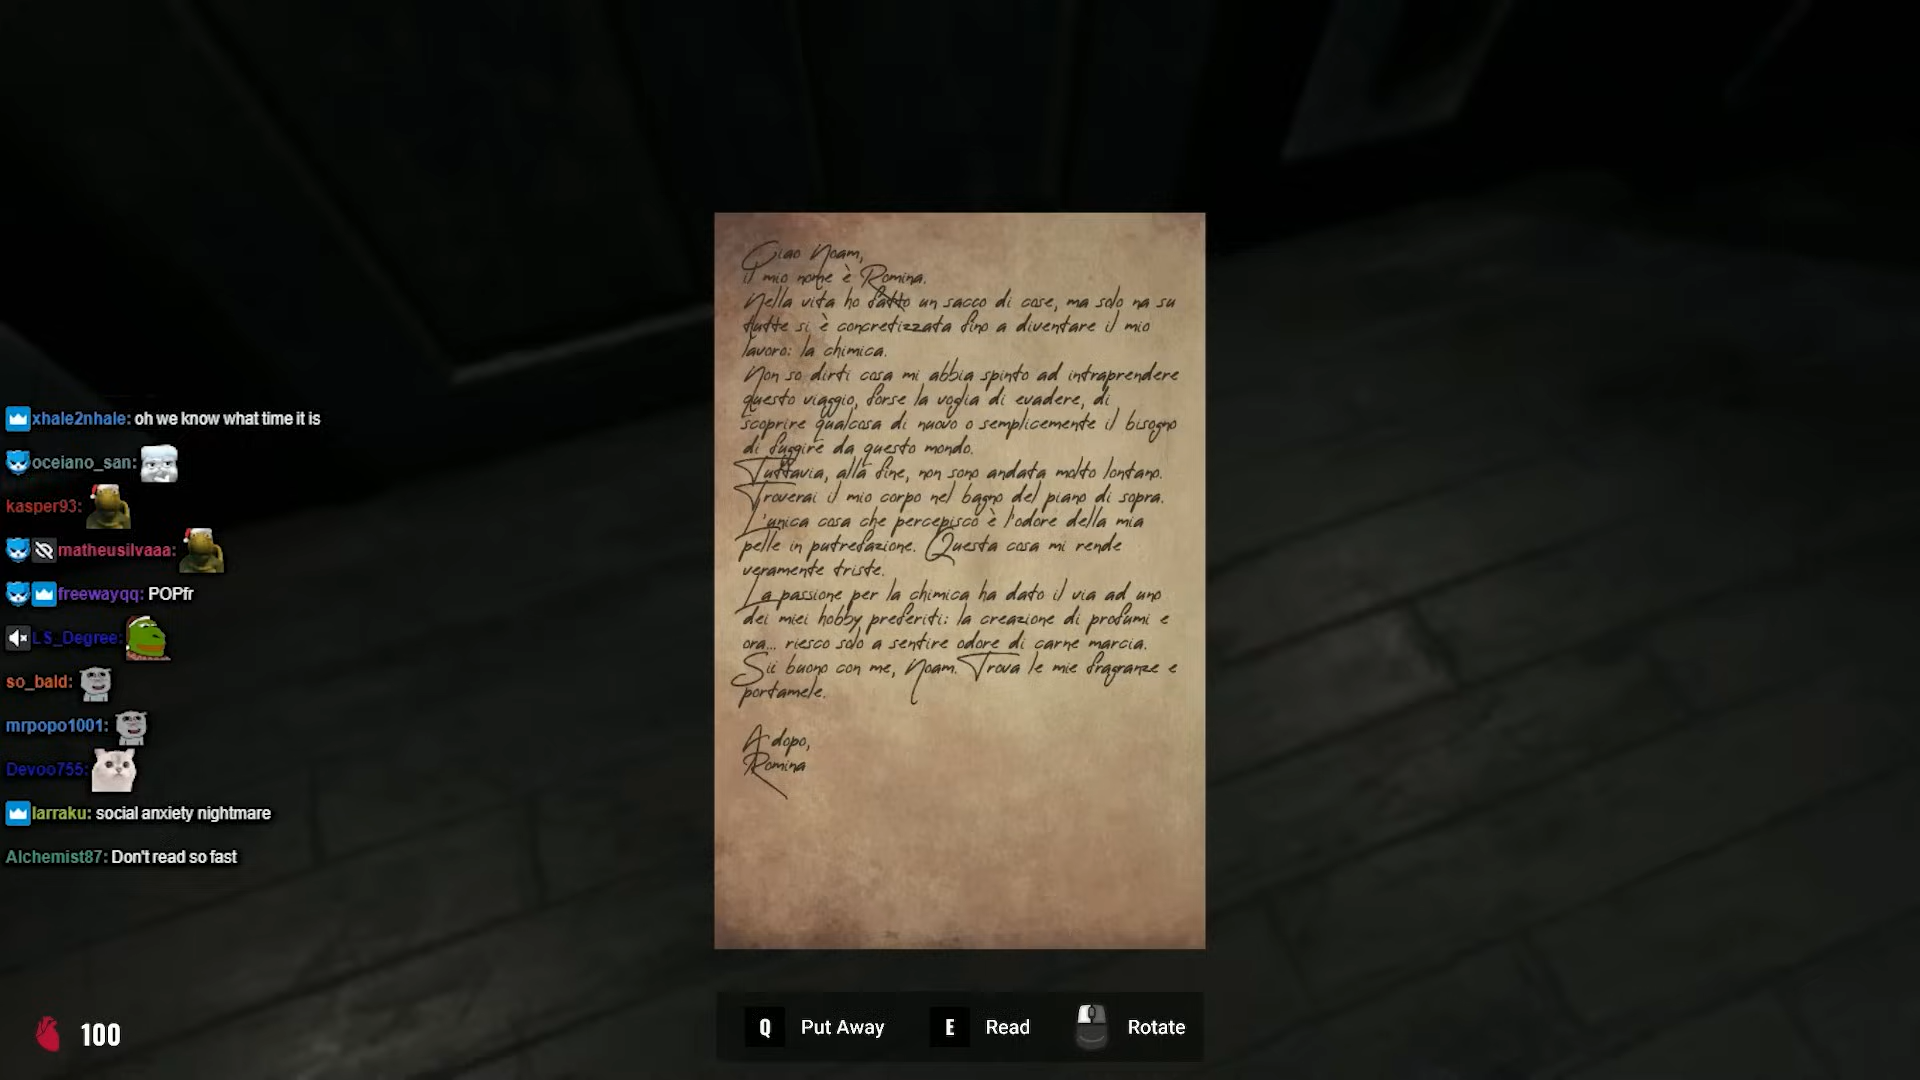 xhale2nhale: oh we know what time it is
oceiano_san:
kasper93:
matheusilvaaa:
freewayqq: POPfr
LS_Degree:
so_bald:
mrpopo1001:
Devoo755:
larraku: social anxiety nightmare
Alchemist87: Don't read so fast
100
Ciao Noam,
il mio nome è Romina.
Nella vita ho fatto un sacco di cose, ma solo na su
tutte si è concretizzata fino a diventare il mio
lavoro: la chimica.
Non so dirti cosa mi abbia spinto ad intraprendere
questo viaggio, forse la voglia di evadere, di
scoprire qualcosa di nuovo o semplicemente il bisogno
di fuggire da questo mondo.
Tuttavia, alla fine, non sono andata molto lontano.
Troverai il mio corpo nel bagno del piano di sopra.
L'unica cosa che percepisco è l'odore della mia
pelle in putrefazione. Questa cosa mi rende
veramente triste.
La passione per la chimica ha dato il via ad uno
dei miei hobby preferiti: la creazione di profumi e
ora... riesco solo a sentire odore di carne marcia.
Sii buono con me, Noam. Trova le mie fragranze e
portamele.
A dopo,
Romina
Q Put Away E Read Rotate